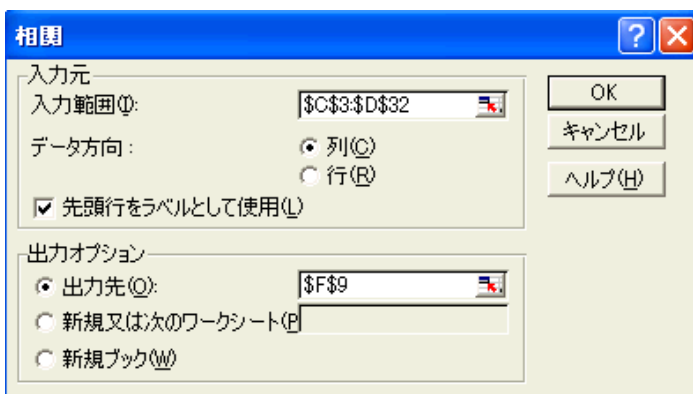 相関
入力元
入力範囲(I):
$C$3:$D$32
データ方向:
列(C)
行(R)
先頭行をラベルとして使用(L)
出力オプション
出力先(O):
$F$9
新規又は次のワークシート(P
新規ブック(W)
OK
キャンセル
ヘルプ(H)